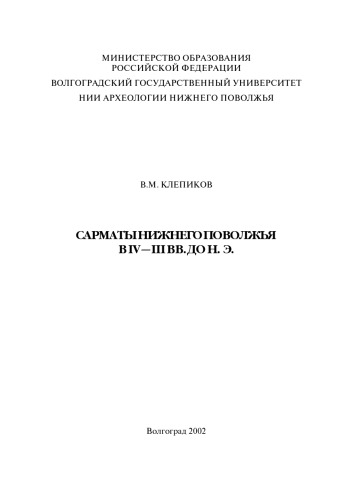 МИНИСТЕРСТВО ОБРАЗОВАНИЯ
РОССИЙСКОЙ ФЕДЕРАЦИИ
ВОЛГОГРАДСКИЙ ГОСУДАРСТВЕННЫЙ УНИВЕРСИТЕТ
НИИ АРХЕОЛОГИИ НИЖНЕГО ПОВОЛЖЬЯ
В.М. КЛЕПИКОВ
САРМАТЫ НИЖНЕГО ПОВОЛЖЬЯ
В IV—III ВВ. ДО Н. Э.
Волгоград 2002